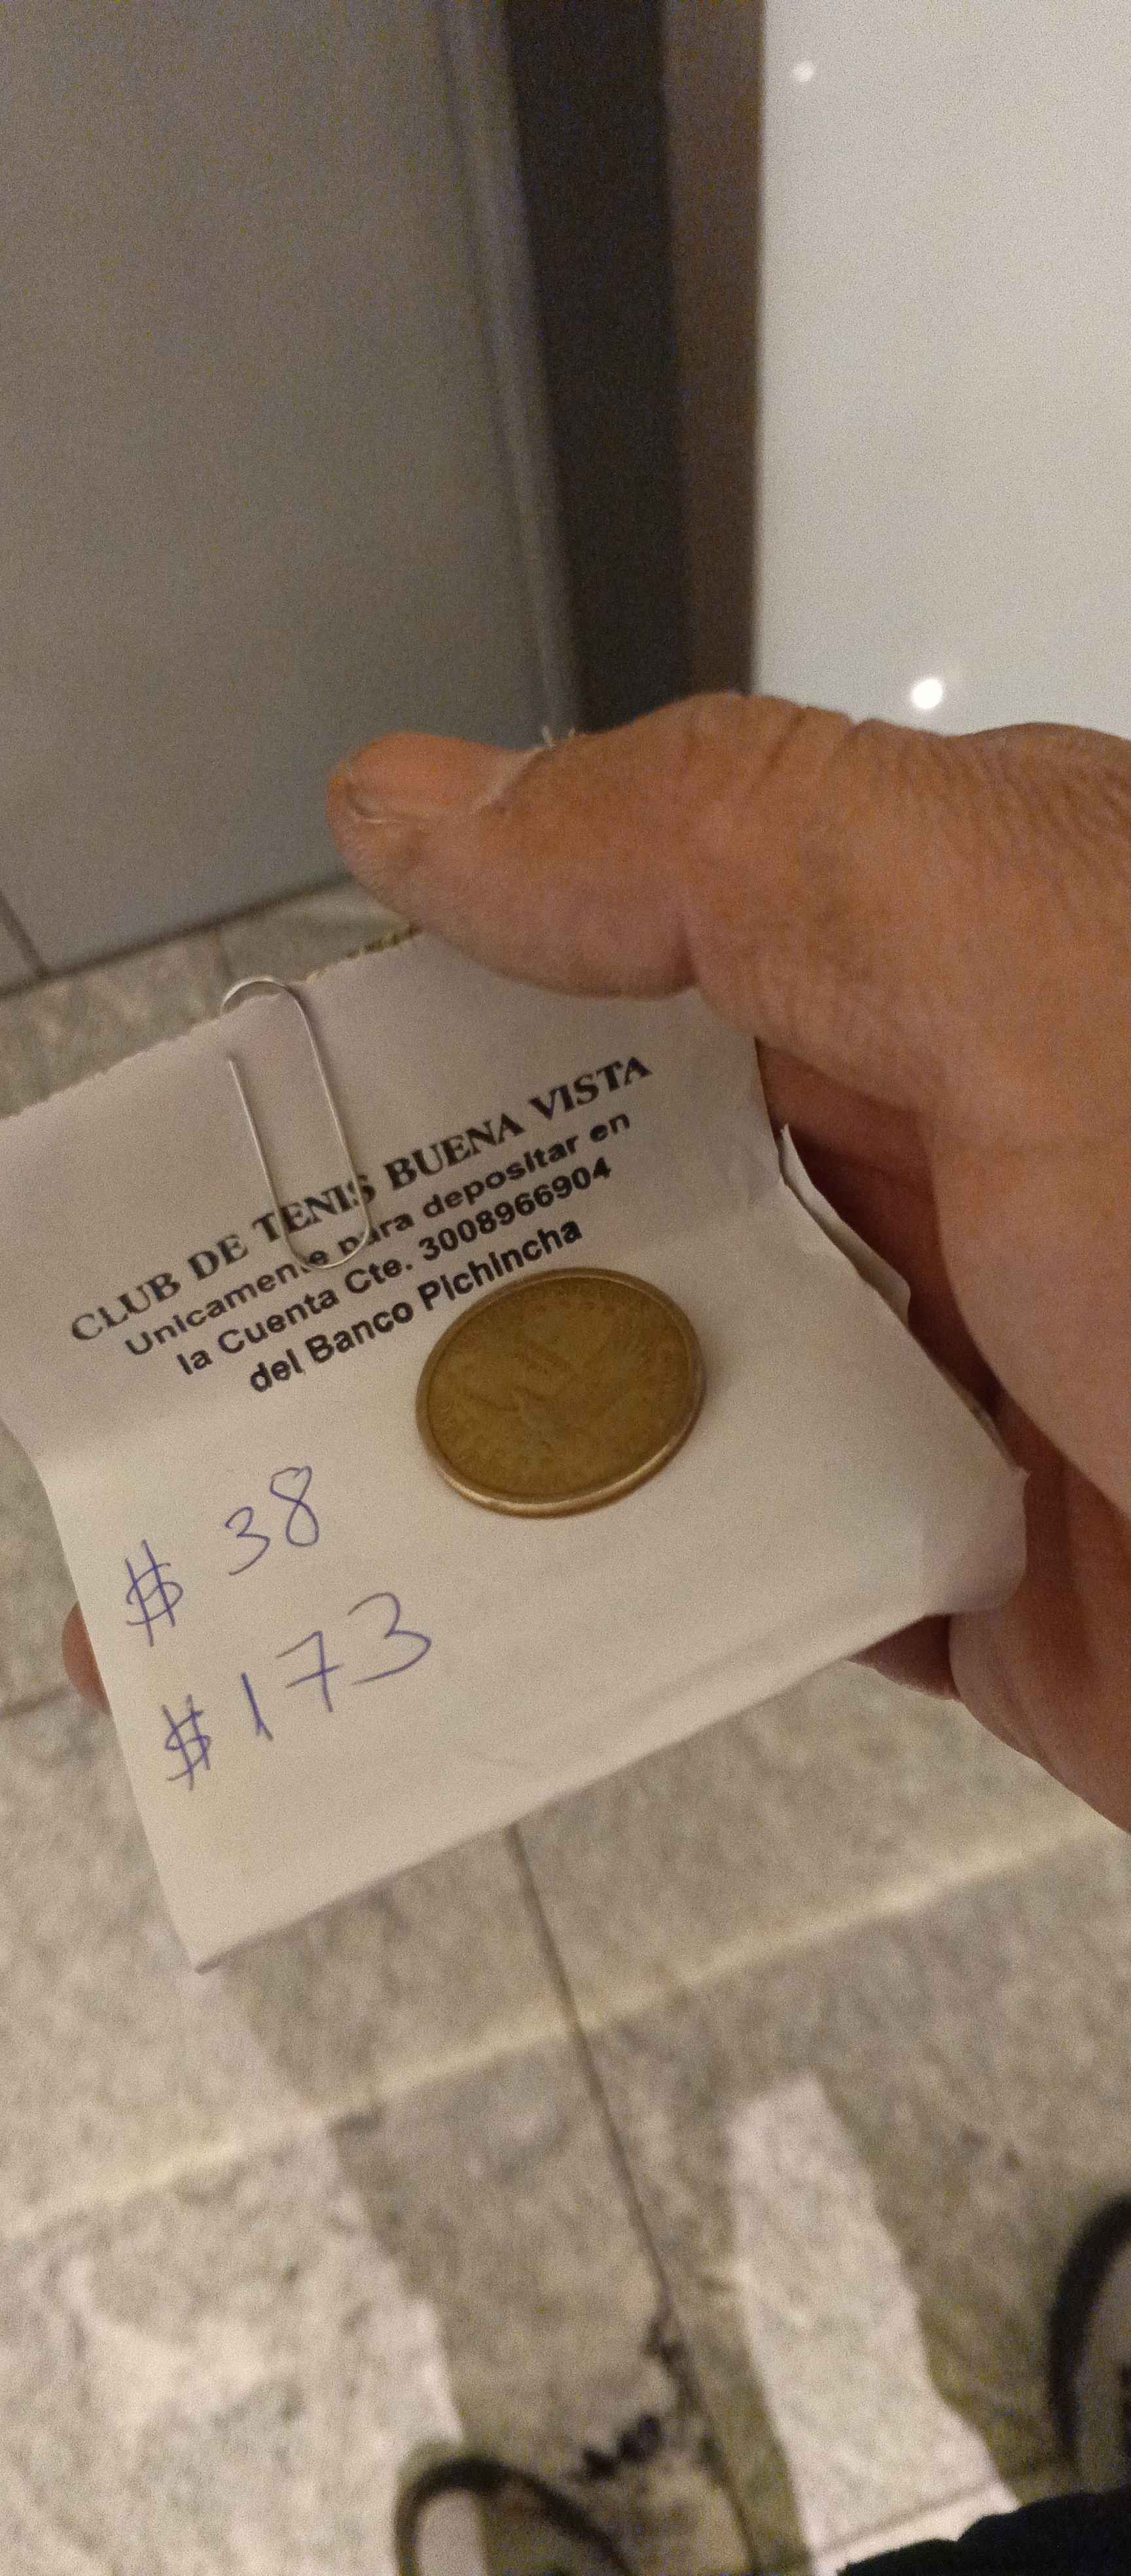 CLUB DE TENIS BUENA VISTA
Unicamente para depositar en
la Cuenta Cte. 3008966904
del Banco Pichincha
$ 38
$ 173